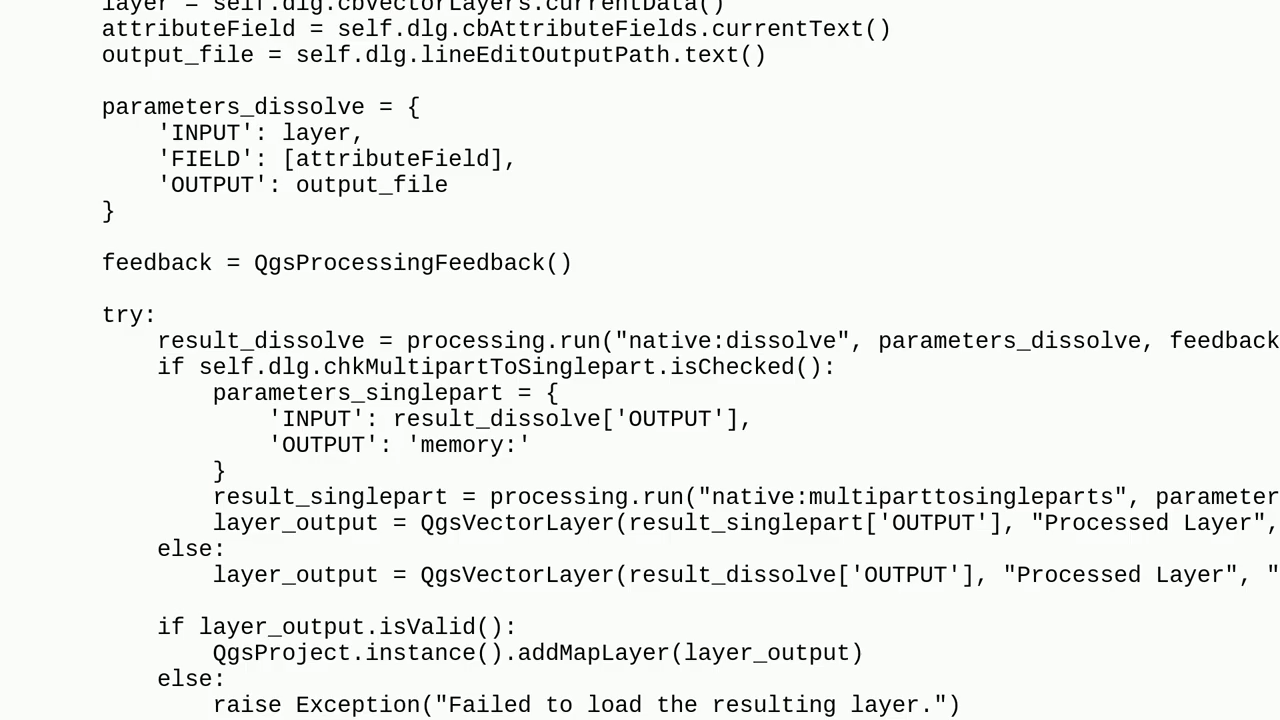 layer = self.dlg.cbVectorLayers.currentData()
attributeField = self.dlg.cbAttributeFields.currentText()
output_file = self.dlg.lineEditOutputPath.text()
parameters_dissolve = {
'INPUT': layer,
'FIELD': [attributeField],
'OUTPUT': output_file
}
feedback = QgsProcessingFeedback()
try:
result_dissolve = processing.run("native:dissolve", parameters_dissolve, feedback
if self.dlg.chkMultipartToSinglepart.isChecked():
parameters_singlepart = {
'INPUT': result_dissolve['OUTPUT'],
'OUTPUT': 'memory:'
}
result_singlepart = processing.run("native:multiparttosingleparts", parameter
layer_output = QgsVectorLayer(result_singlepart['OUTPUT'], "Processed Layer",
else:
layer_output = QgsVectorLayer(result_dissolve['OUTPUT'], "Processed Layer", "
if layer_output.isValid():
QgsProject.instance().addMapLayer(layer_output)
else:
raise Exception("Failed to load the resulting layer.")